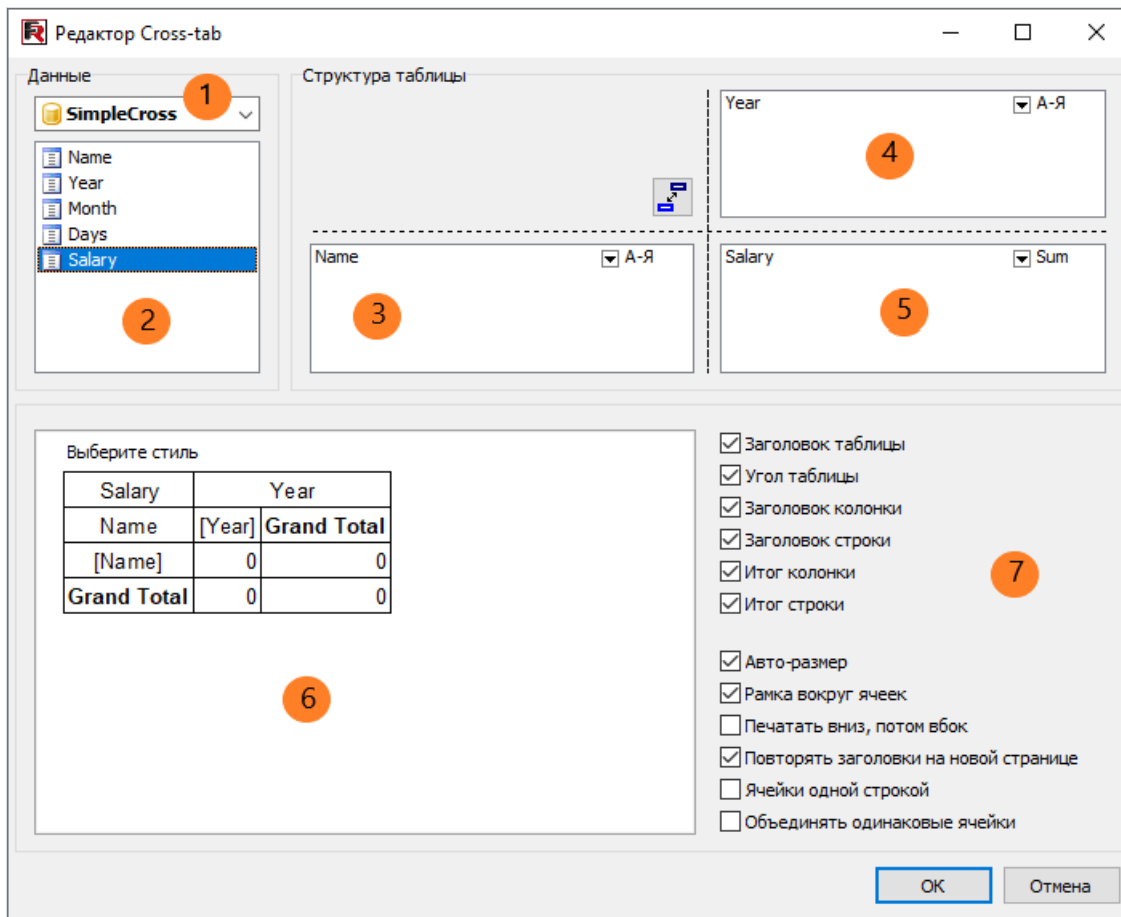 Редактор Cross-tab
Данные
1
SimpleCross
Name
Year
Month
Days
Salary
2
Структура таблицы
Year А-Я
4
Name А-Я
3
Salary Sum
5
Выберите стиль
Salary Year
Name [Year] Grand Total
[Name] 0 0
Grand Total 0 0
6
Заголовок таблицы
Угол таблицы
Заголовок колонки
Заголовок строки
Итог колонки
Итог строки
7
Авто-размер
Рамка вокруг ячеек
Печатать вниз, потом вбок
Повторять заголовки на новой странице
Ячейки одной строкой
Объединять одинаковые ячейки
OK Отмена